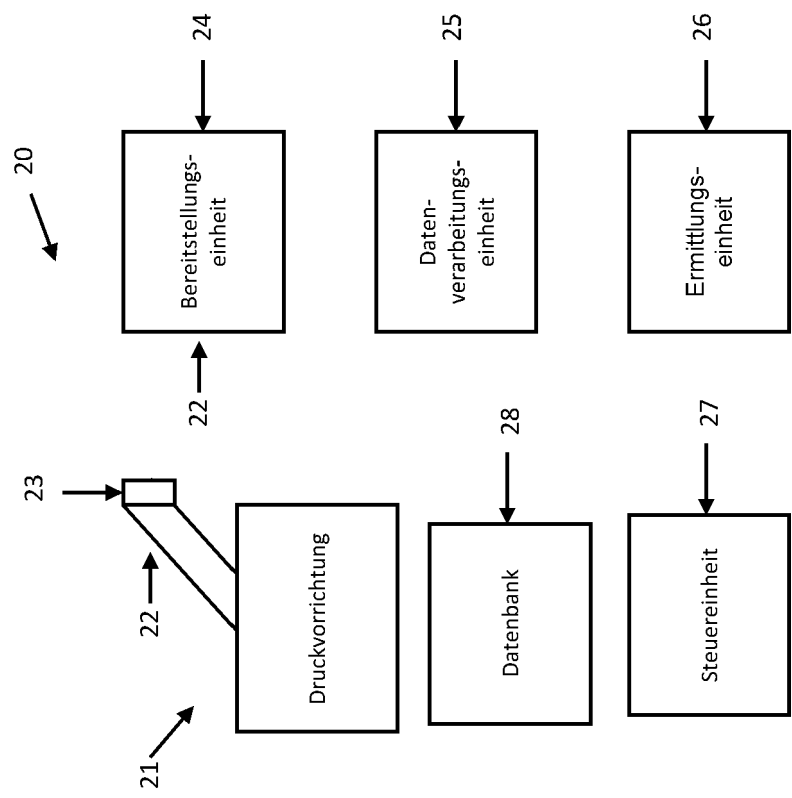 20
23
21
22
22
Bereitstellungs-
einheit
24
Druckvorrichtung
Daten-
verarbeitungs-
einheit
25
Datenbank
28
Steuereinheit
27
Ermittlungs-
einheit
26